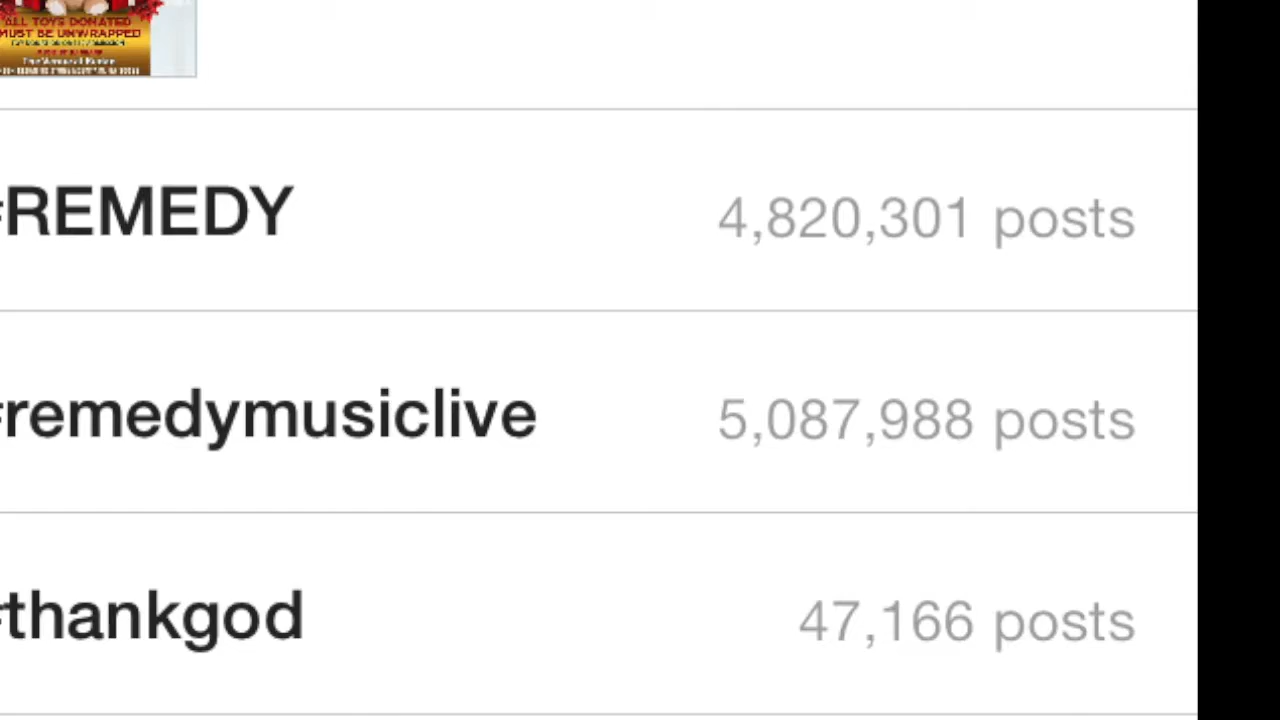 ALL TOYS DONATED
MUST BE UNWRAPPED
#REMEDY
4,820,301 posts
#remedymusiclive
5,087,988 posts
#thankgod
47,166 posts